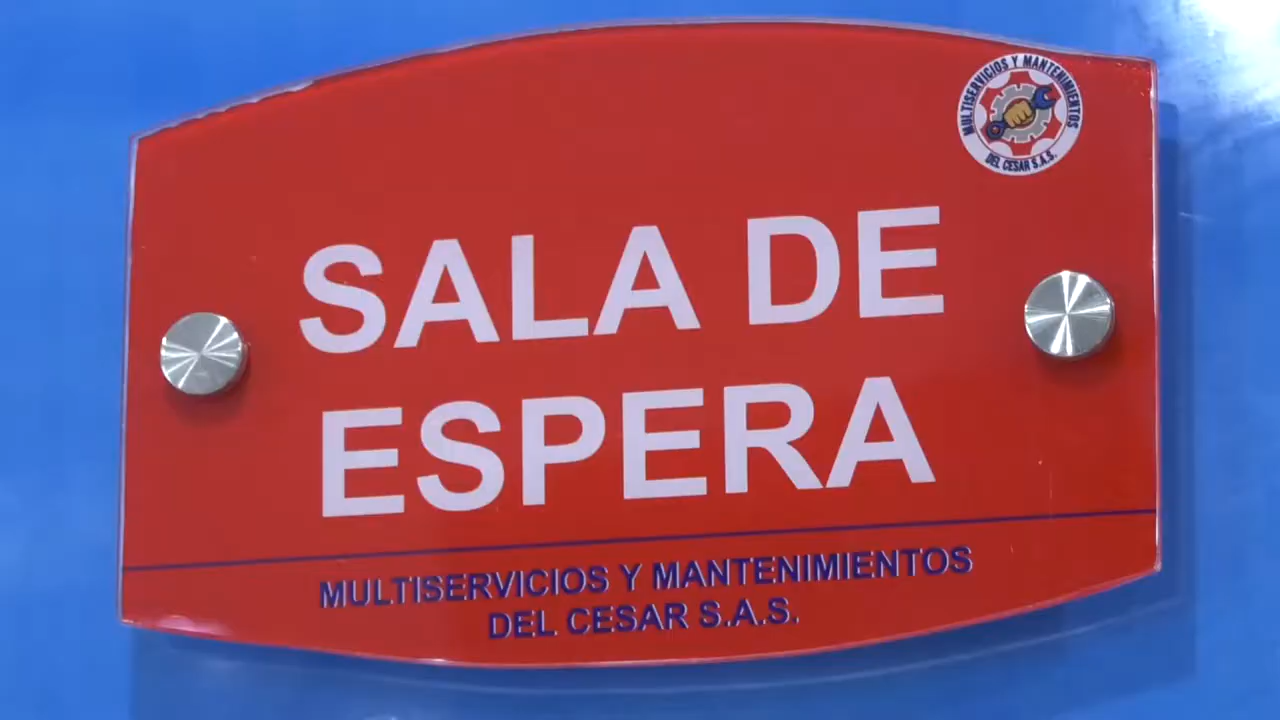 MULTISERVICIOS Y MANTENIMIENTOS
DEL CESAR S.A.S.
SALA DE
ESPERA
MULTISERVICIOS Y MANTENIMIENTOS
DEL CESAR S.A.S.